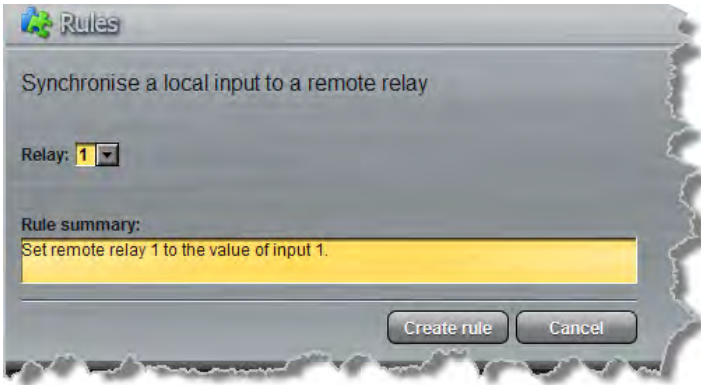 Rules
Synchronise a local input to a remote relay
Relay: 1
Rule summary:
Set remote relay 1 to the value of input 1.
Create rule Cancel